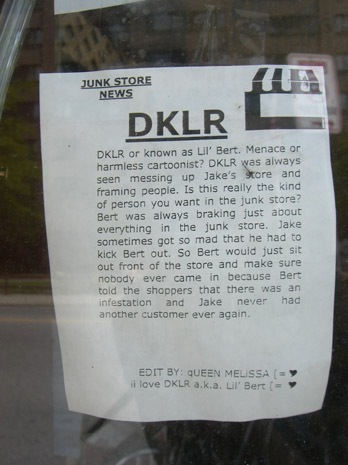 JUNK STORE
NEWS
DKLR
DKLR or known as Lil' Bert. Menace or
harmless cartoonist? DKLR was always
seen messing up Jake's store and
framing people. Is this really the kind
of person you want in the junk store?
Bert was always braking just about
everything in the junk store. Jake
sometimes got so mad that he had to
kick Bert out. So Bert would just sit
out front of the store and make sure
nobody ever came in because Bert
told the shoppers that there was an
infestation and Jake never had
another customer ever again.
EDIT BY: qUEEN MELiSSA [= ♥
ii love DKLR a.k.a. Lil' Bert [= ♥